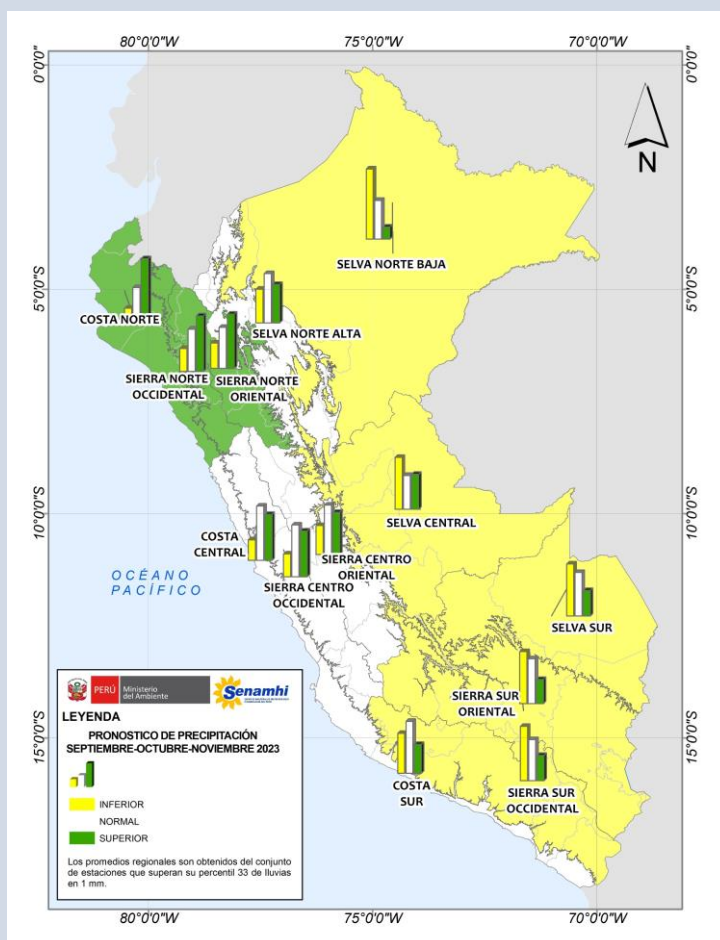 80°0'0"W 75°0'0"W 70°0'0"W
0°0'0" 0°0'0"
N
SELVA NORTE BAJA
5°0'0"S 5°0'0"S
COSTA NORTE
SELVA NORTE ALTA
SIERRA NORTE
OCCIDENTAL
SIERRA NORTE
ORIENTAL
10°0'0"S 10°0'0"S
SELVA CENTRAL
COSTA
CENTRAL
SIERRA CENTRO
ORIENTAL
SIERRA CENTRO
OCCIDENTAL
OCÉANO
PACÍFICO
SELVA SUR
SIERRA SUR
ORIENTAL
15°0'0"S 15°0'0"S
COSTA
SUR
SIERRA SUR
OCCIDENTAL
PERÚ
Ministerio
del Ambiente
Senamhi
LEYENDA
PRONOSTICO DE PRECIPITACIÓN
SEPTIEMBRE-OCTUBRE-NOVIEMBRE 2023
INFERIOR
NORMAL
SUPERIOR
Los promedios regionales son obtenidos del conjunto
de estaciones que superan su percentil 33 de lluvias
en 1 mm.
80°0'0"W 75°0'0"W 70°0'0"W